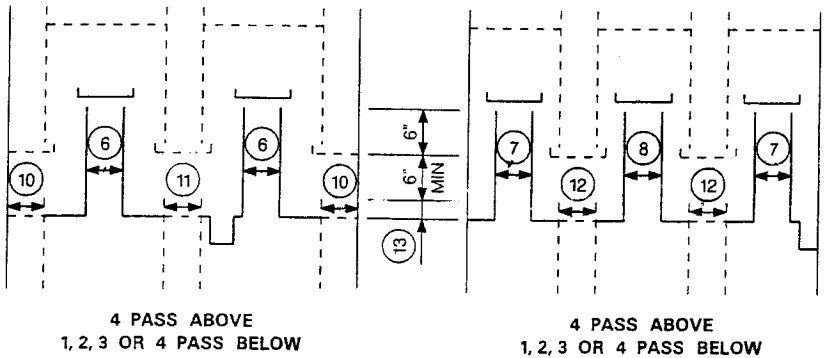 6
6
10
11
10
6"
6"
MIN
13
7
8
7
12
12
4 PASS ABOVE
1, 2, 3 OR 4 PASS BELOW
4 PASS ABOVE
1, 2, 3 OR 4 PASS BELOW